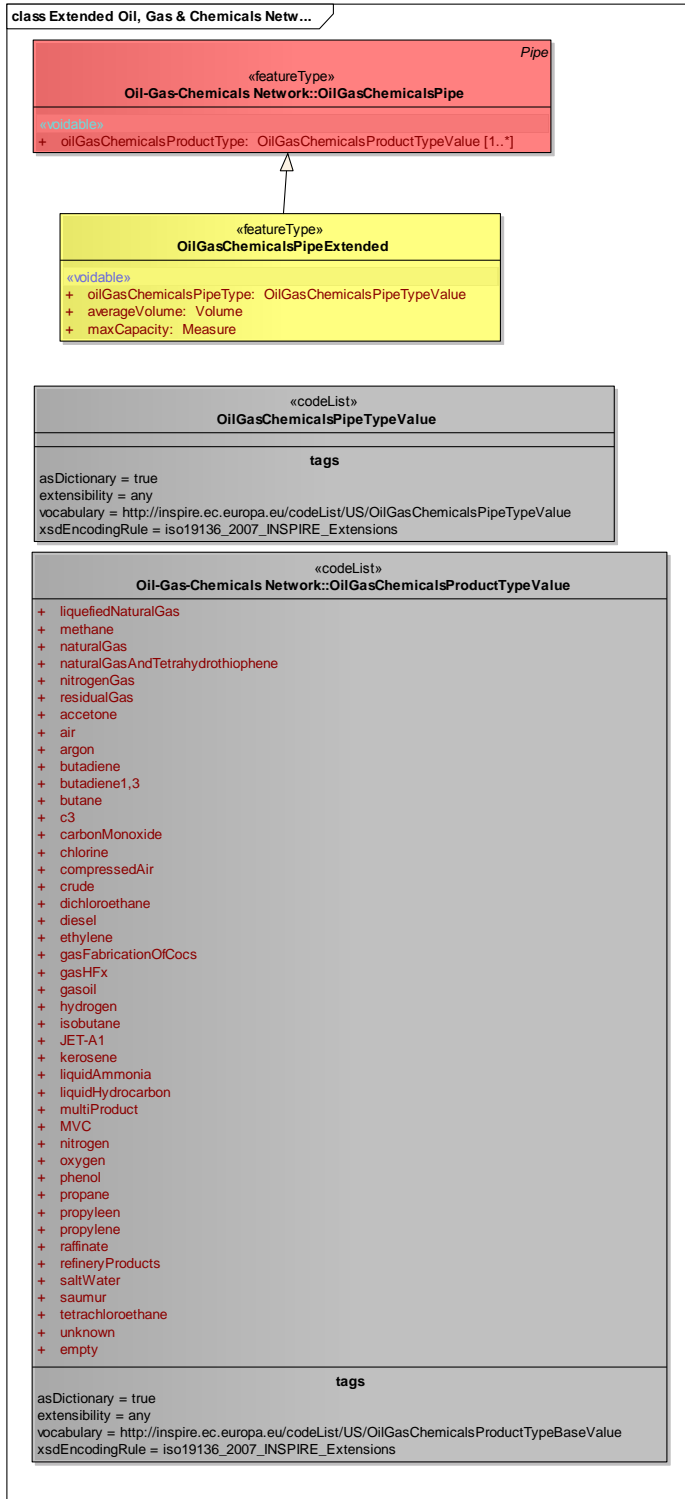 class Extended Oil, Gas & Chemicals Netw...
Pipe
«featureType»
Oil-Gas-Chemicals Network::OilGasChemicalsPipe
«voidable»
+ oilGasChemicalsProductType: OilGasChemicalsProductTypeValue [1..*]
«featureType»
OilGasChemicalsPipeExtended
«voidable»
+ oilGasChemicalsPipeType: OilGasChemicalsPipeTypeValue
+ averageVolume: Volume
+ maxCapacity: Measure
«codeList»
OilGasChemicalsPipeTypeValue
tags
asDictionary = true
extensibility = any
vocabulary = http://inspire.ec.europa.eu/codeList/US/OilGasChemicalsPipeTypeValue
xsdEncodingRule = iso19136_2007_INSPIRE_Extensions
«codeList»
Oil-Gas-Chemicals Network::OilGasChemicalsProductTypeValue
+ liquefiedNaturalGas
+ methane
+ naturalGas
+ naturalGasAndTetrahydrothiophene
+ nitrogenGas
+ residualGas
+ accetone
+ air
+ argon
+ butadiene
+ butadiene1,3
+ butane
+ c3
+ carbonMonoxide
+ chlorine
+ compressedAir
+ crude
+ dichloroethane
+ diesel
+ ethylene
+ gasFabricationOfCocs
+ gasHFx
+ gasoil
+ hydrogen
+ isobutane
+ JET-A1
+ kerosene
+ liquidAmmonia
+ liquidHydrocarbon
+ multiProduct
+ MVC
+ nitrogen
+ oxygen
+ phenol
+ propane
+ propyleen
+ propylene
+ raffinate
+ refineryProducts
+ saltWater
+ saumur
+ tetrachloroethane
+ unknown
+ empty
tags
asDictionary = true
extensibility = any
vocabulary = http://inspire.ec.europa.eu/codeList/US/OilGasChemicalsProductTypeBaseValue
xsdEncodingRule = iso19136_2007_INSPIRE_Extensions